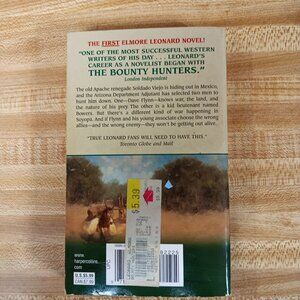 THE FIRST ELMORE LEONARD NOVEL!
"ONE OF THE MOST SUCCESSFUL WESTERN
WRITERS OF HIS DAY . . . LEONARD'S
CAREER AS A NOVELIST BEGAN WITH
THE BOUNTY HUNTERS."
London Independent
The old Apache renegade Soldado Viejo is hiding out in Mexico, and
the Arizona Department Adjutant has selected two men to
hunt him down. One—Dave Flynn—knows war, the land, and
the nature of his prey. The other is a kid lieutenant named
Bowers. But there's a different kind of war happening in
Soyopa. And if Flynn and his young associate choose the wrong
allies—and the wrong enemy—they won't be getting out alive.
"TRUE LEONARD FANS WILL NEED TO HAVE THIS."
Toronto Globe and Mail
$5.39
www.
harpercollins
U.S. $5.99
CAN $7.99